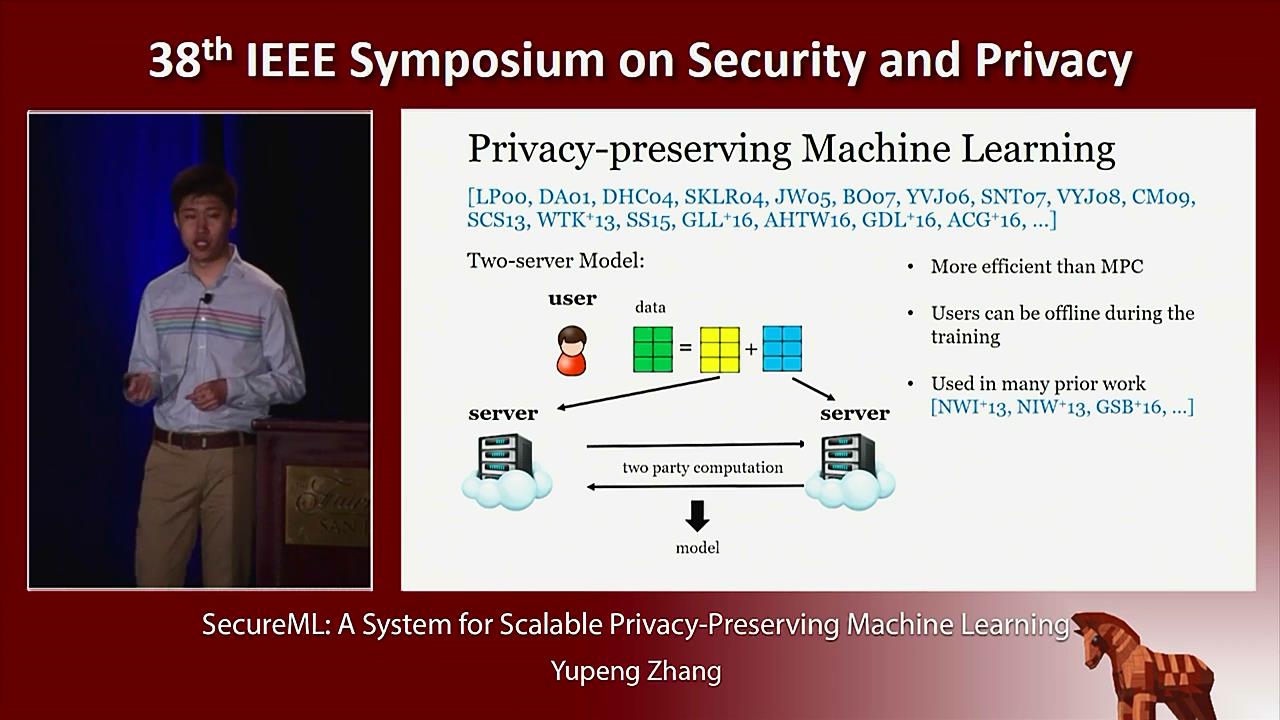 38th IEEE Symposium on Security and Privacy
Privacy-preserving Machine Learning
[LP00, DA01, DHC04, SKLR04, JW05, BO07, YVJ06, SNT07, VYJ08, CM09,
SCS13, WTK+13, SS15, GLL+16, AHTW16, GDL+16, ACG+16, ...]
Two-server Model:
user
data
= +
server
server
two party computation
model
• More efficient than MPC
• Users can be offline during the
training
• Used in many prior work
[NWI+13, NIW+13, GSB+16, ...]
SAN
SecureML: A System for Scalable Privacy-Preserving Machine Learning
Yupeng Zhang